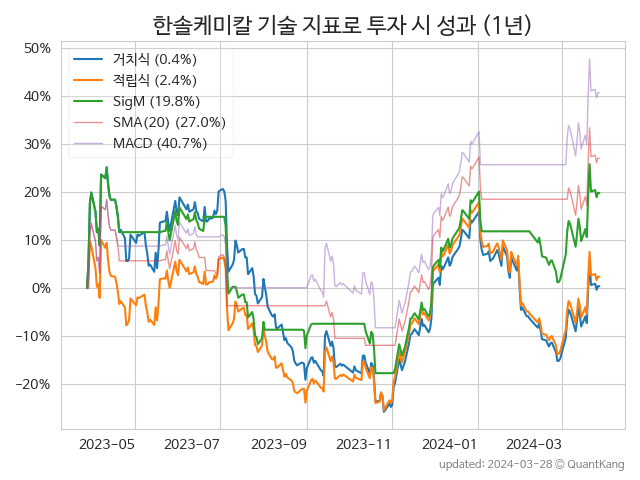 한솔케미칼 기술 지표로 투자 시 성과 (1년)
50%
40%
30%
20%
10%
0%
−10%
−20%
거치식 (0.4%)
적립식 (2.4%)
SigM (19.8%)
SMA(20) (27.0%)
MACD (40.7%)
2023-05
2023-07
2023-09
2023-11
2024-01
2024-03
updated: 2024-03-28 © QuantKang